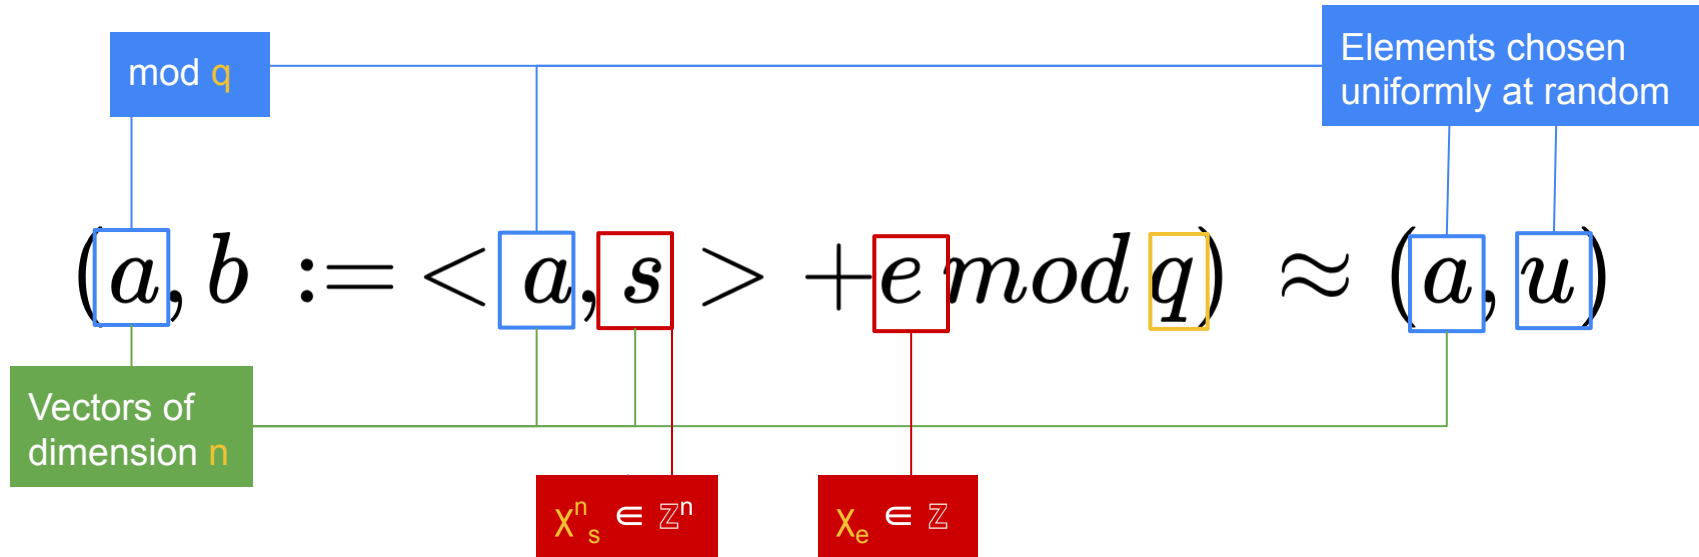 mod q
Elements chosen
uniformly at random
(a, b := < a, s > + e mod q) ≈ (a, u)
Vectors of
dimension n
χⁿₛ ∈ ℤⁿ
χₑ ∈ ℤ